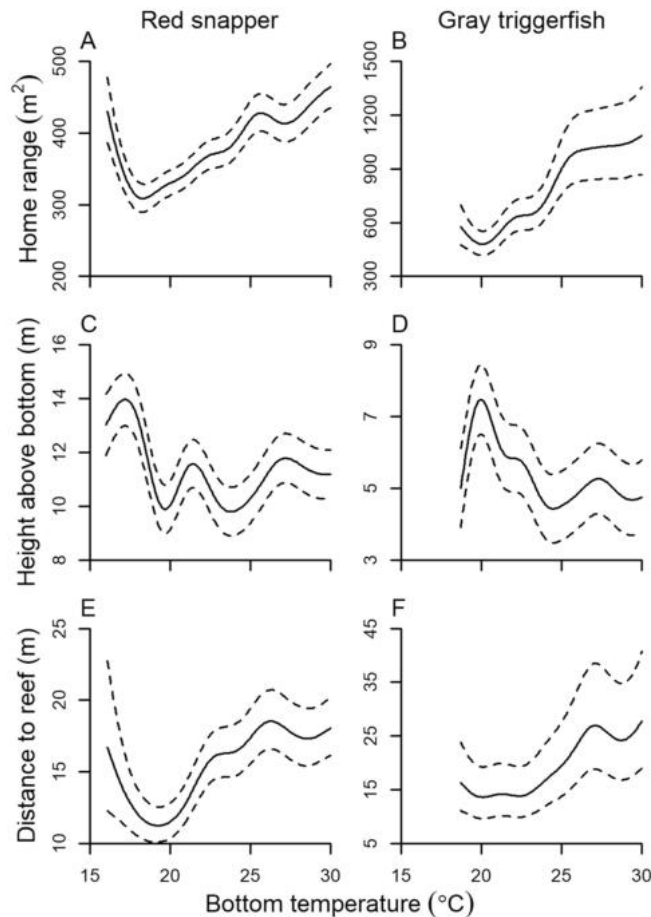 Red snapper
Gray triggerfish
A
B
Home range (m²)
500
400
300
200
1500
1200
900
600
300
C
D
Height above bottom (m)
16
14
12
10
8
9
7
5
3
E
F
Distance to reef (m)
25
20
15
10
45
35
25
15
5
15 20 25 30 15 20 25 30
Bottom temperature (°C)